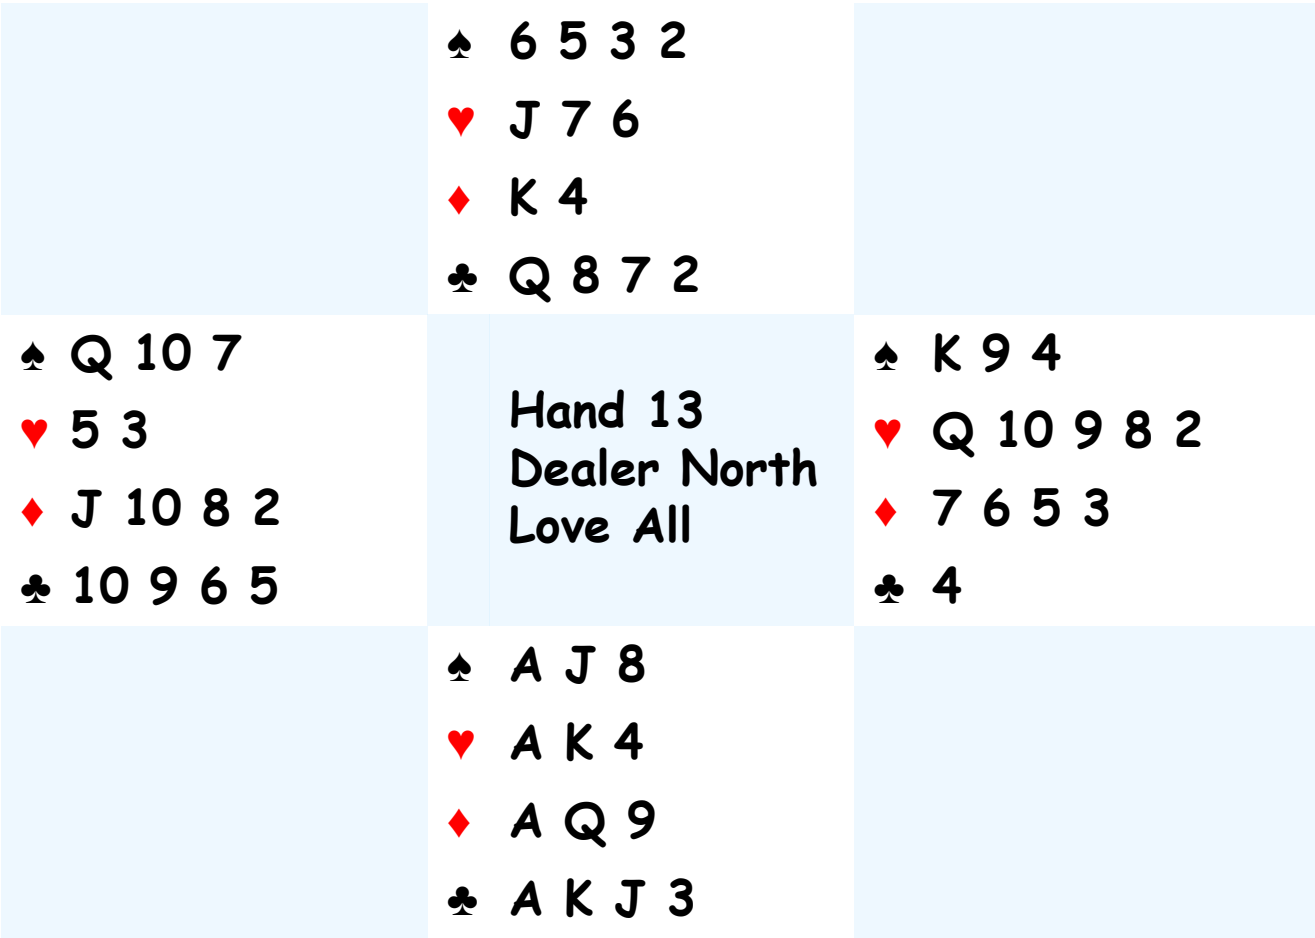 ♠ 6 5 3 2
♥ J 7 6
♦ K 4
♣ Q 8 7 2
♠ Q 10 7
♥ 5 3
♦ J 10 8 2
♣ 10 9 6 5
Hand 13
Dealer North
Love All
♠ K 9 4
♥ Q 10 9 8 2
♦ 7 6 5 3
♣ 4
♠ A J 8
♥ A K 4
♦ A Q 9
♣ A K J 3